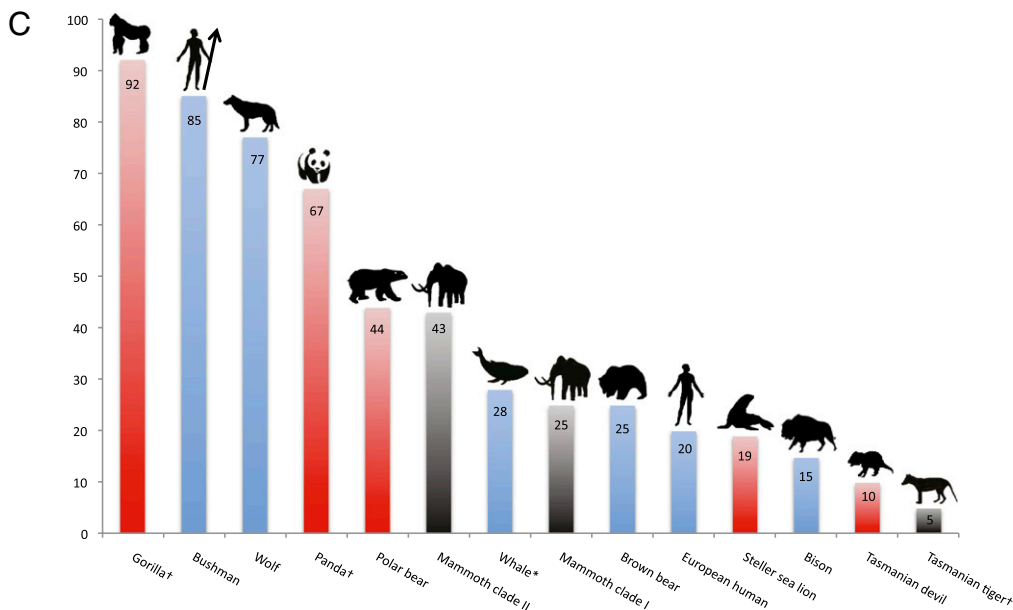 C
100
90
80
70
60
50
40
30
20
10
0
92
85
77
67
44
43
28
25
25
20
19
15
10
5
Gorilla†
Bushman
Wolf
Panda†
Polar bear
Mammoth clade II
Whale*
Mammoth clade I
Brown bear
European human
Steller sea lion
Bison
Tasmanian devil
Tasmanian tiger†